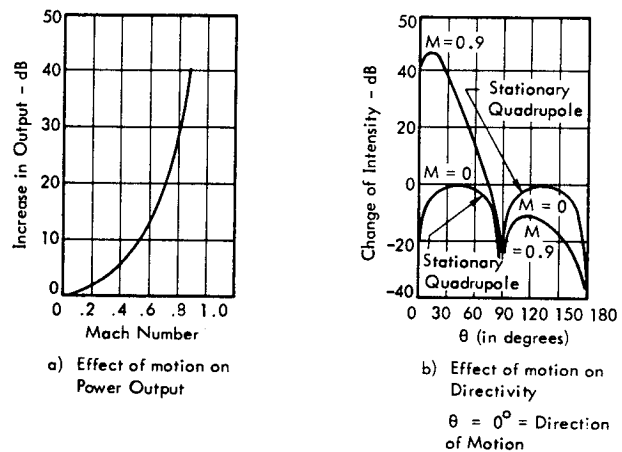 50
40
30
20
10
0
Increase in Output - dB
0 .2 .4 .6 .8 1.0
Mach Number
a) Effect of motion on
Power Output
60
40
20
0
-20
-40
Change of Intensity - dB
M=0.9
Stationary
Quadrupole
M = 0
M = 0
M
=0.9
Stationary
Quadrupole
0 30 60 90 120 150 180
θ (in degrees)
b) Effect of motion on
Directivity
θ = 0° = Direction
of Motion